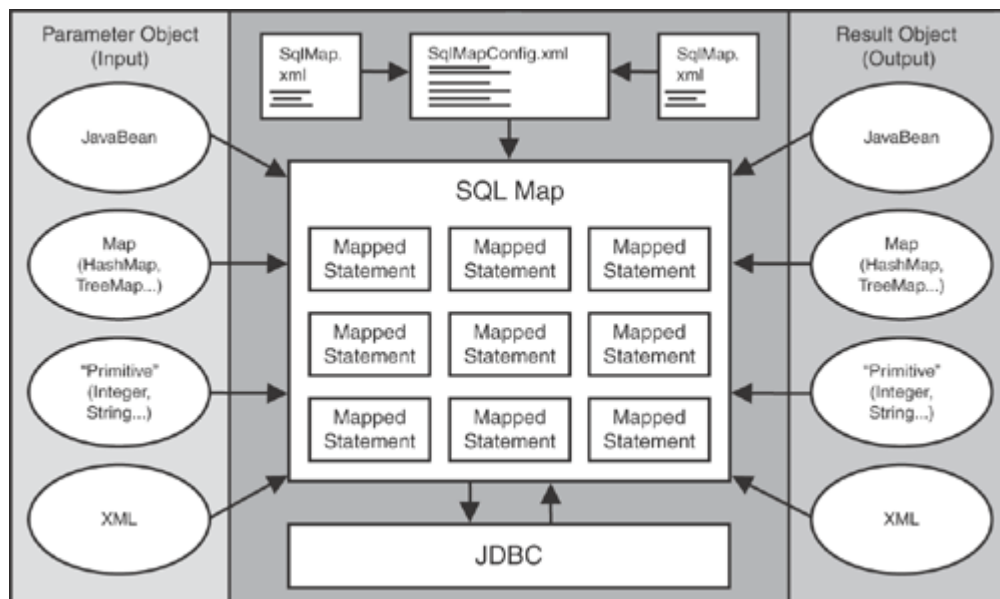 Parameter Object
(Input)
JavaBean
Map
(HashMap,
TreeMap...)
"Primitive"
(Integer,
String...)
XML
SqlMap.
xml
SqlMapConfig.xml
SqlMap.
xml
SQL Map
Mapped
Statement
Mapped
Statement
Mapped
Statement
Mapped
Statement
Mapped
Statement
Mapped
Statement
Mapped
Statement
Mapped
Statement
Mapped
Statement
JDBC
Result Object
(Output)
JavaBean
Map
(HashMap,
TreeMap...)
"Primitive"
(Integer,
String...)
XML